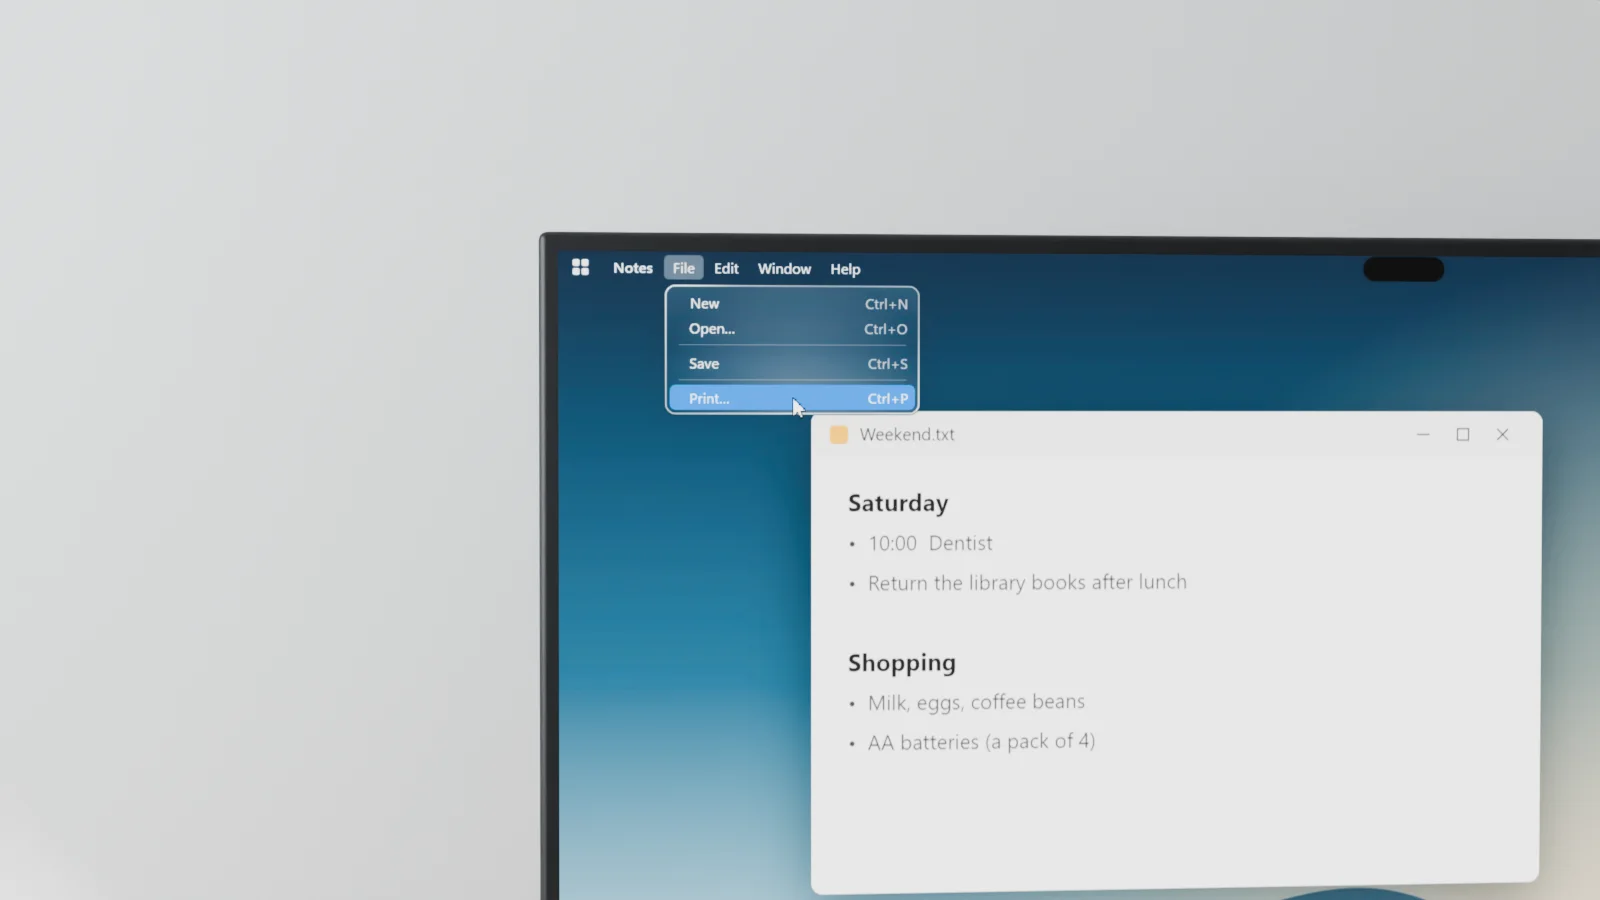 Notes File Edit Window Help
New Ctrl+N
Open... Ctrl+O
Save Ctrl+S
Print... Ctrl+P
Weekend.txt
Saturday
• 10:00 Dentist
• Return the library books after lunch
Shopping
• Milk, eggs, coffee beans
• AA batteries (a pack of 4)